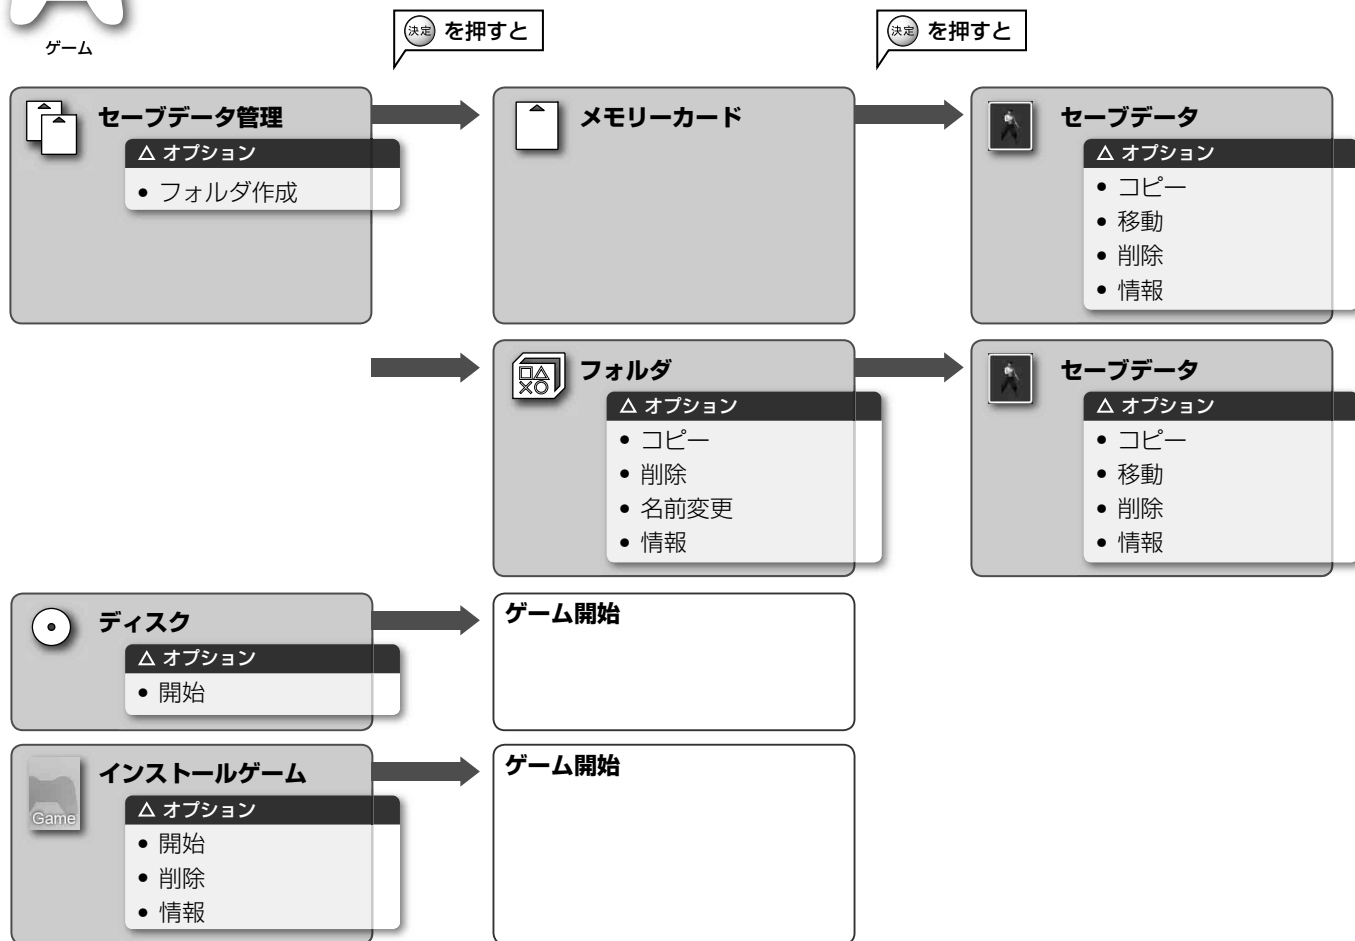 ゲーム
決定 を押すと
決定 を押すと
セーブデータ管理
△ オプション
• フォルダ作成
メモリーカード
セーブデータ
△ オプション
• コピー
• 移動
• 削除
• 情報
フォルダ
△ オプション
• コピー
• 削除
• 名前変更
• 情報
セーブデータ
△ オプション
• コピー
• 移動
• 削除
• 情報
ディスク
△ オプション
• 開始
ゲーム開始
Game
インストールゲーム
△ オプション
• 開始
• 削除
• 情報
ゲーム開始